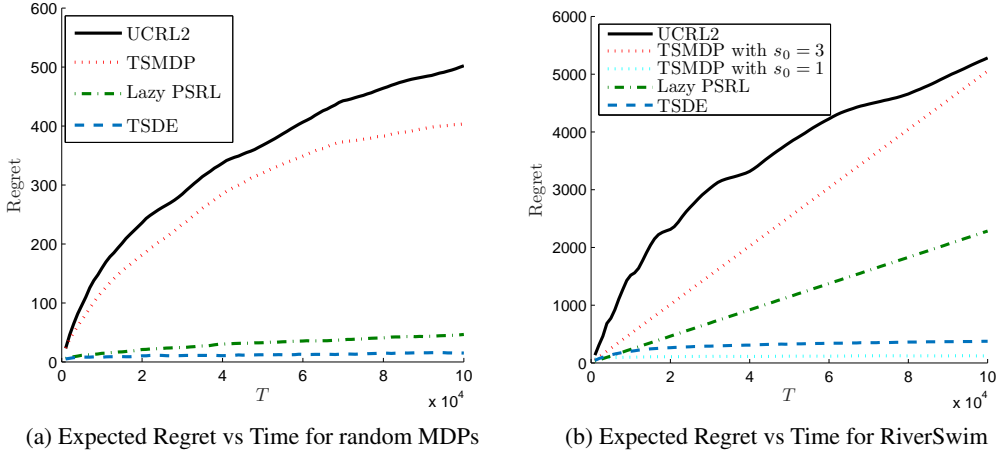 600
500
400
300
200
100
0
Regret
UCRL2
TSMDP
Lazy PSRL
TSDE
0 2 4 6 8 10
T
x 10^4
(a) Expected Regret vs Time for random MDPs
6000
5000
4000
3000
2000
1000
0
Regret
UCRL2
TSMDP with s_0 = 3
TSMDP with s_0 = 1
Lazy PSRL
TSDE
0 2 4 6 8 10
T
x 10^4
(b) Expected Regret vs Time for RiverSwim